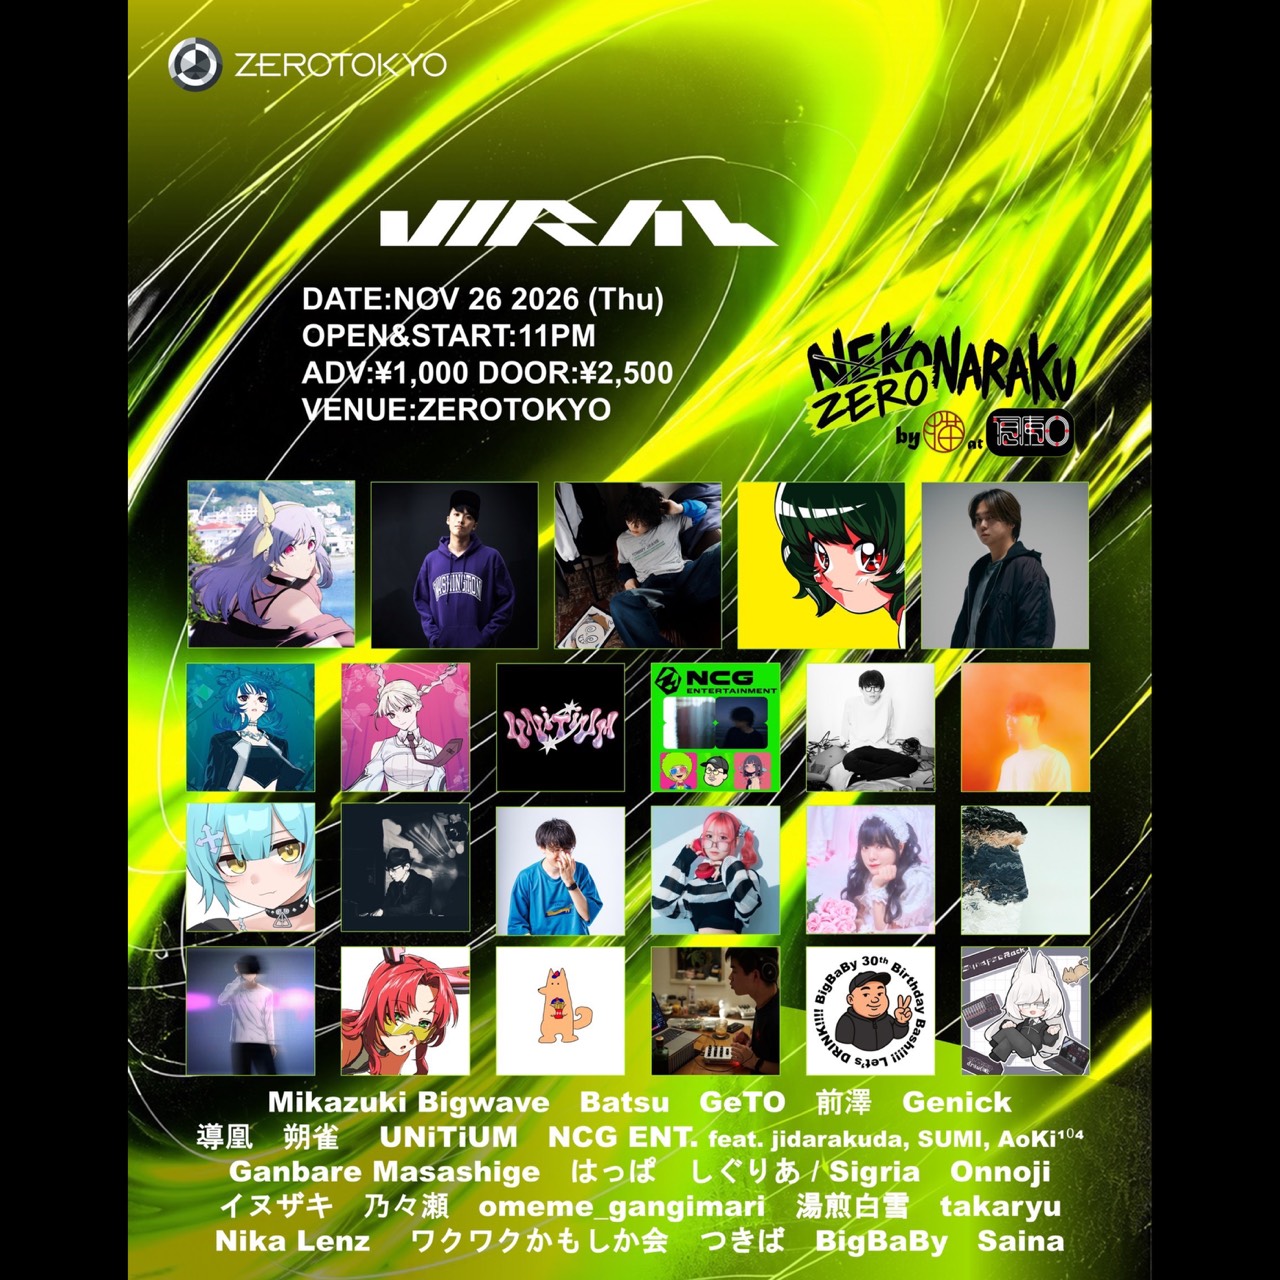 ZEROTOKYO
VIRAL
DATE:NOV 26 2026 (Thu)
OPEN&START:11PM
ADV:¥1,000 DOOR:¥2,500
VENUE:ZEROTOKYO
NEKONARAKU
ZERO
by 猫 at
WASHINGTON
UNiTiUM
NCG
ENTERTAINMENT
BigBaBy 30th Birthday Bash!!!! Let's DRINK!!!!
Mikazuki Bigwave Batsu GeTO 前澤 Genick
導凰 朔雀 UNiTiUM NCG ENT. feat. jidarakuda, SUMI, AoKi¹⁰⁴
Ganbare Masashige はっぱ しぐりあ / Sigria Onnoji
イヌザキ 乃々瀬 omeme_gangimari 湯煎白雪 takaryu
Nika Lenz ワクワクかもしか会 つきば BigBaBy Saina